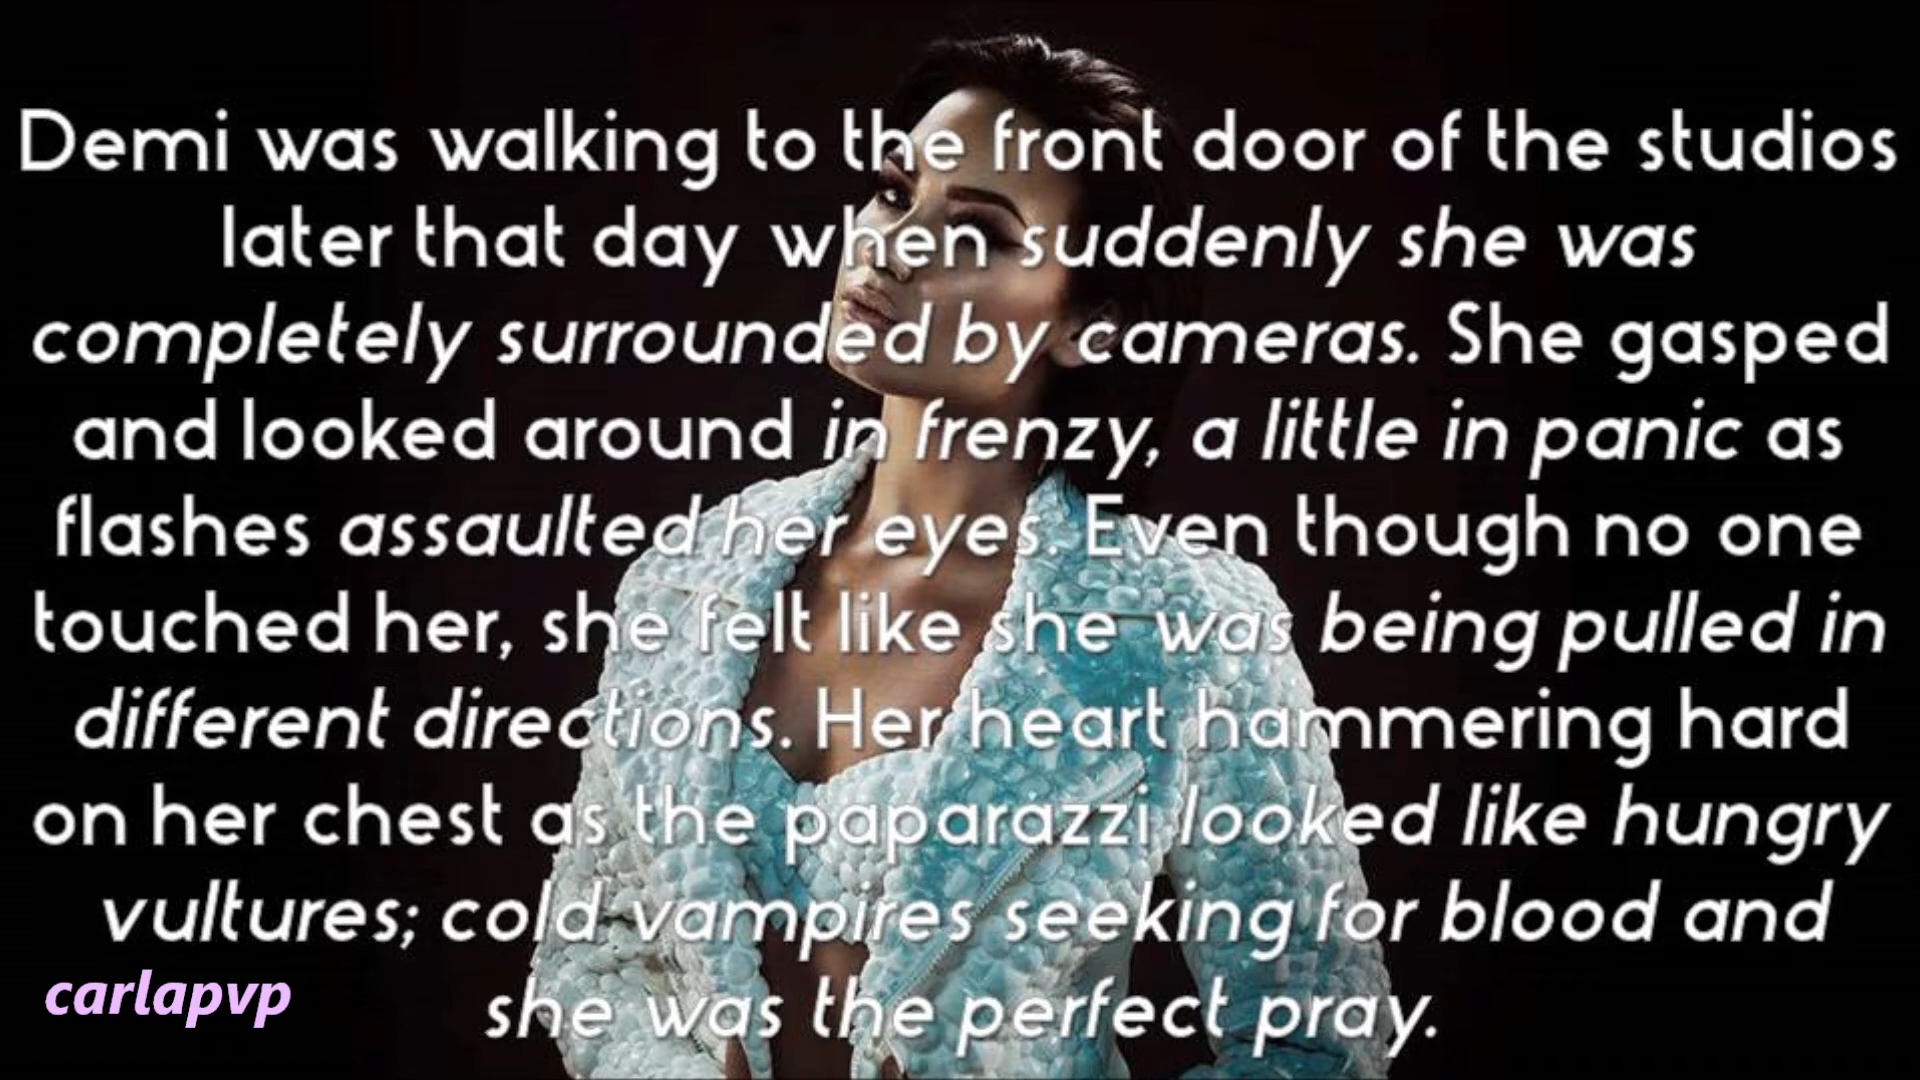 Demi was walking to the front door of the studios
later that day when suddenly she was
completely surrounded by cameras. She gasped
and looked around in frenzy, a little in panic as
flashes assaulted her eyes. Even though no one
touched her, she felt like she was being pulled in
different directions. Her heart hammering hard
on her chest as the paparazzi looked like hungry
vultures; cold vampires seeking for blood and
she was the perfect pray.
carlapvp